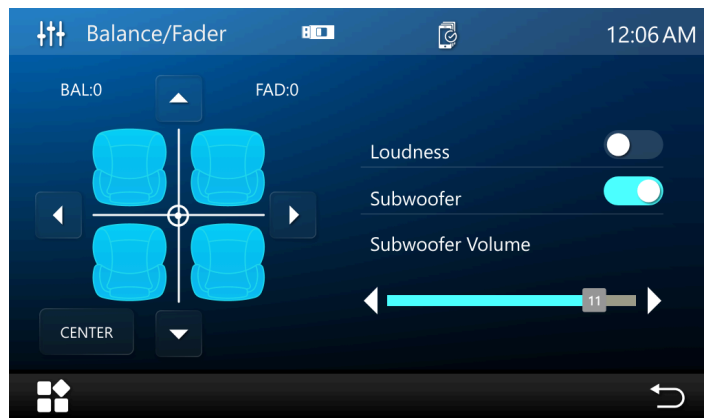 Balance/Fader
12:06 AM
BAL:0
FAD:0
Loudness
Subwoofer
Subwoofer Volume
11
CENTER